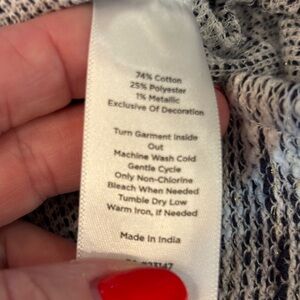 74% Cotton
25% Polyester
1% Metallic
Exclusive Of Decoration
Turn Garment Inside
Out
Machine Wash Cold
Gentle Cycle
Only Non-Chlorine
Bleach When Needed
Tumble Dry Low
Warm Iron, If Needed
Made In India